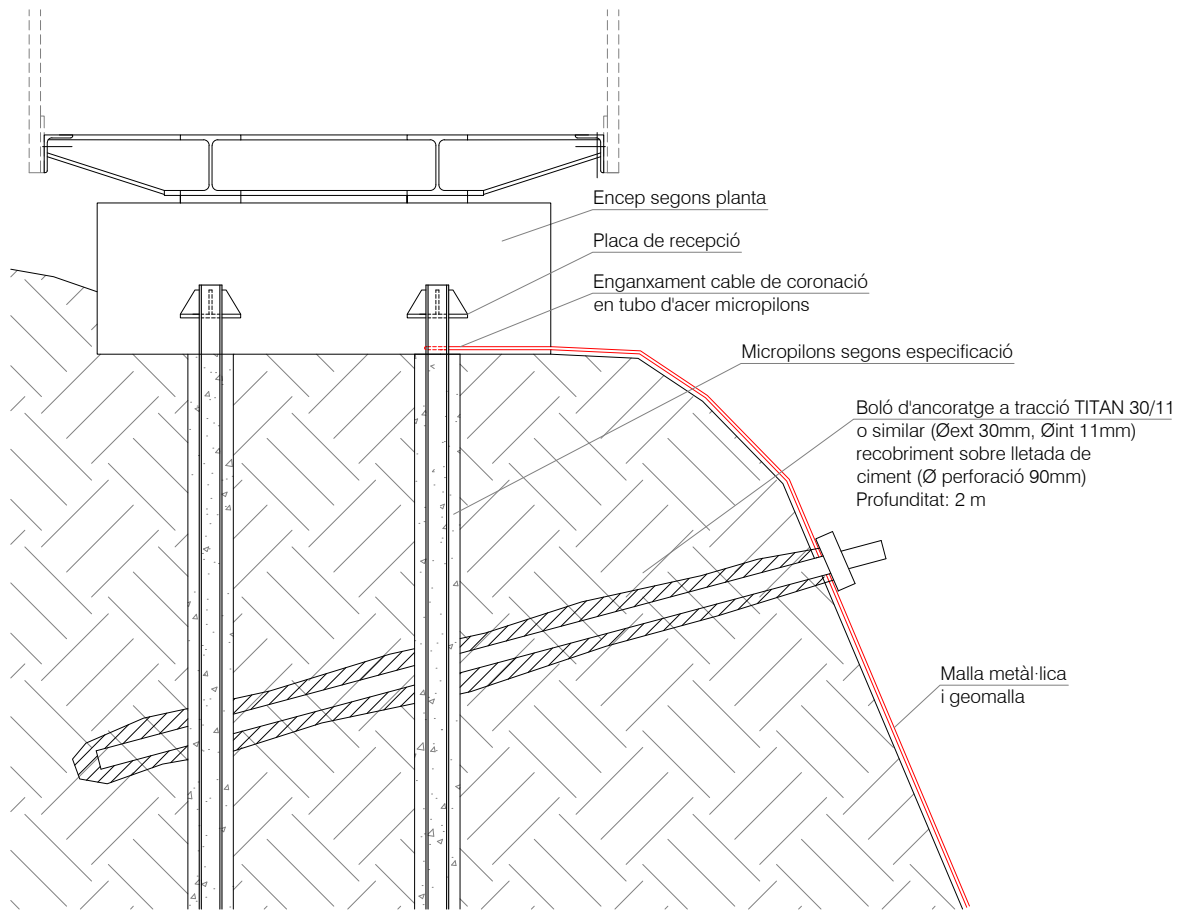 Encep segons planta
Placa de recepció
Enganxament cable de coronació
en tubo d'acer micropilons
Micropilons segons especificació
Boló d'ancoratge a tracció TITAN 30/11
o similar (Øext 30mm, Øint 11mm)
recobriment sobre lletada de
ciment (Ø perforació 90mm)
Profunditat: 2 m
Malla metàl·lica
i geomalla